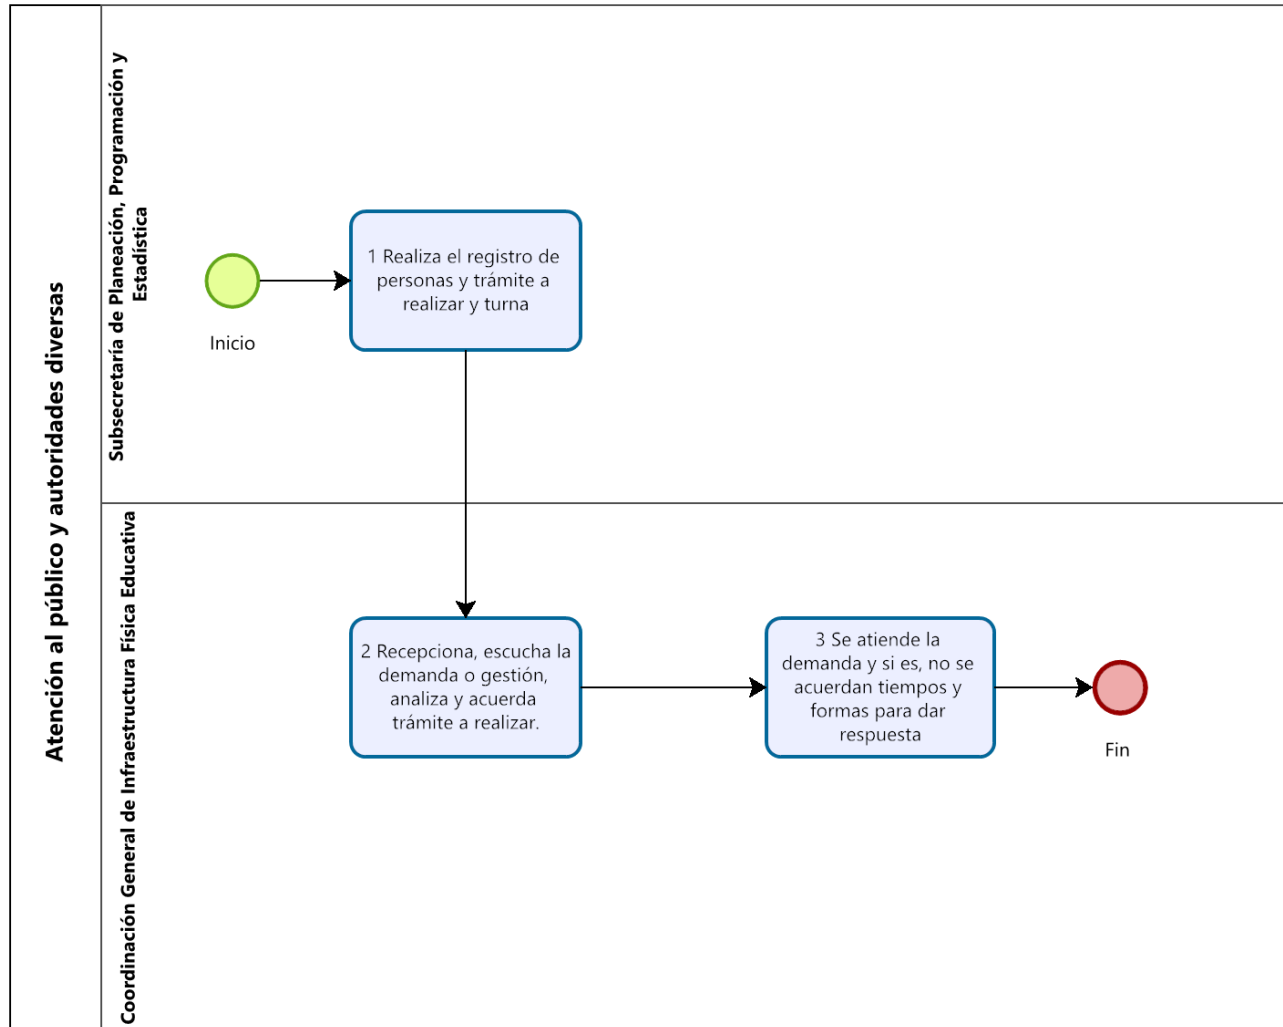 Atención al público y autoridades diversas
Subsecretaría de Planeación, Programación y
Estadística
Inicio
1 Realiza el registro de
personas y trámite a
realizar y turna
Coordinación General de Infraestructura Física Educativa
2 Recepciona, escucha la
demanda o gestión,
analiza y acuerda
trámite a realizar.
3 Se atiende la
demanda y si es, no se
acuerdan tiempos y
formas para dar
respuesta
Fin